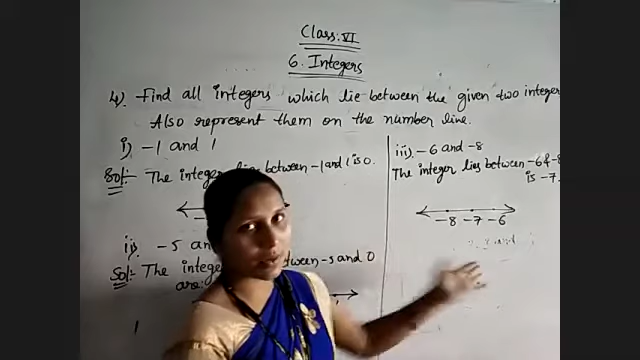 Class: VI
6. Integers
4) Find all integers which lie between the given two integer
Also represent them on the number line.
i) -1 and 1
Sol:- The integer lies between -1 and 1 is 0.
ii) -5 an
Sol:- The intege between -5 and 0
are:
iii) -6 and -8
The integer lies between -6 & -8
is -7.
-8 -7 -6